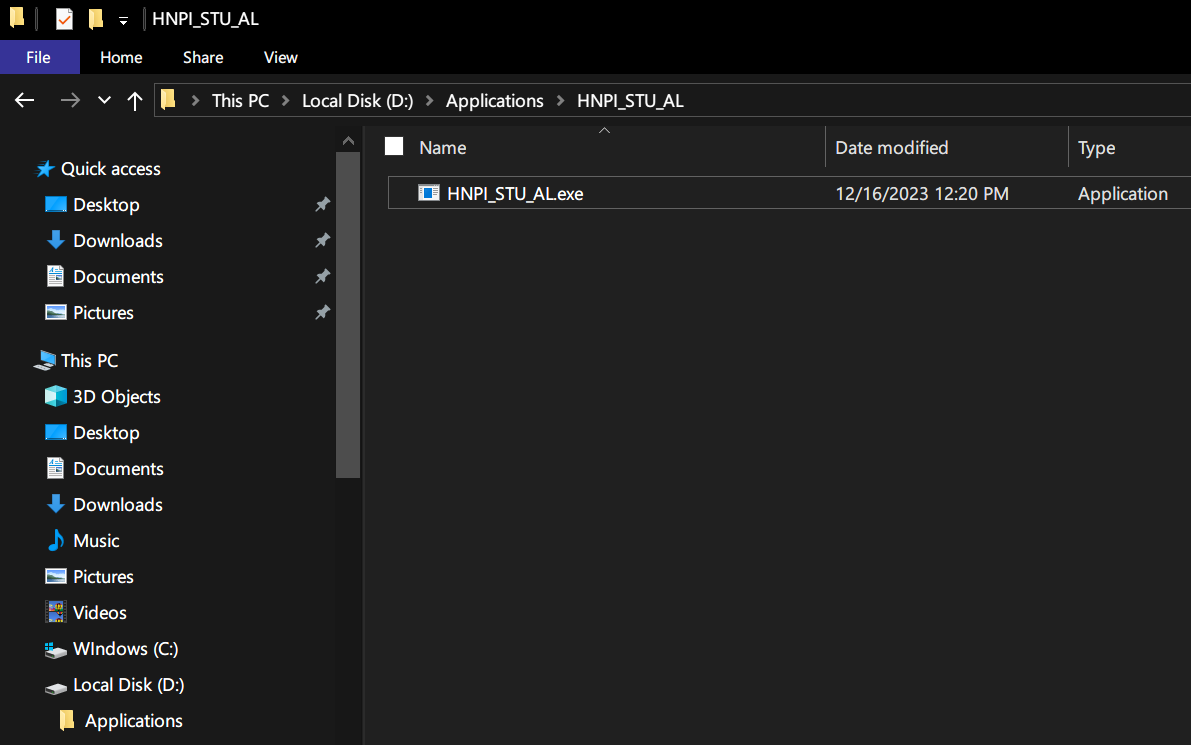 HNPI_STU_AL
File Home Share View
This PC Local Disk (D:) Applications HNPI_STU_AL
Name Date modified Type
HNPI_STU_AL.exe 12/16/2023 12:20 PM Application
Quick access
Desktop
Downloads
Documents
Pictures
This PC
3D Objects
Desktop
Documents
Downloads
Music
Pictures
Videos
WIndows (C:)
Local Disk (D:)
Applications